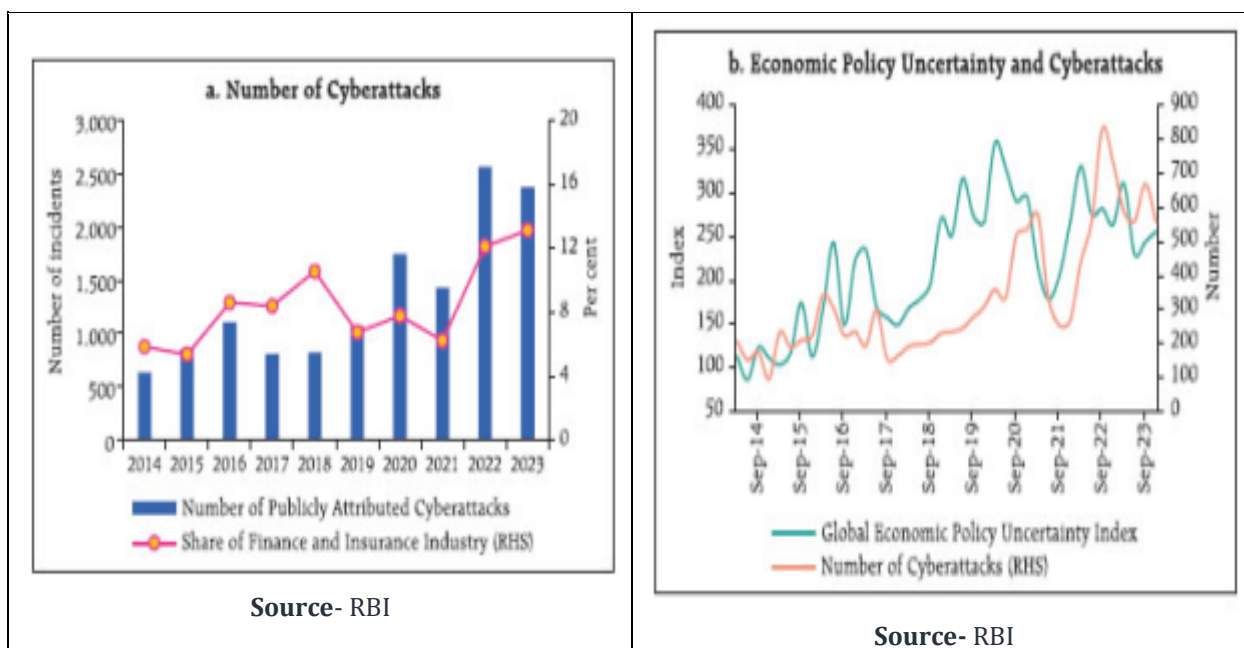 a. Number of Cyberattacks
3.000
2.500
2.000
1.500
1.000
500
0
Number of incidents
20
16
12
8
4
0
Per cent
2014 2015 2016 2017 2018 2019 2020 2021 2022 2023
Number of Publicly Attributed Cyberattacks
Share of Finance and Insurance Industry (RHS)
Source- RBI
b. Economic Policy Uncertainty and Cyberattacks
400
350
300
250
200
150
100
50
Index
900
800
700
600
500
400
300
200
100
0
Number
Sep-14
Sep-15
Sep-16
Sep-17
Sep-18
Sep-19
Sep-20
Sep-21
Sep-22
Sep-23
Global Economic Policy Uncertainty Index
Number of Cyberattacks (RHS)
Source- RBI